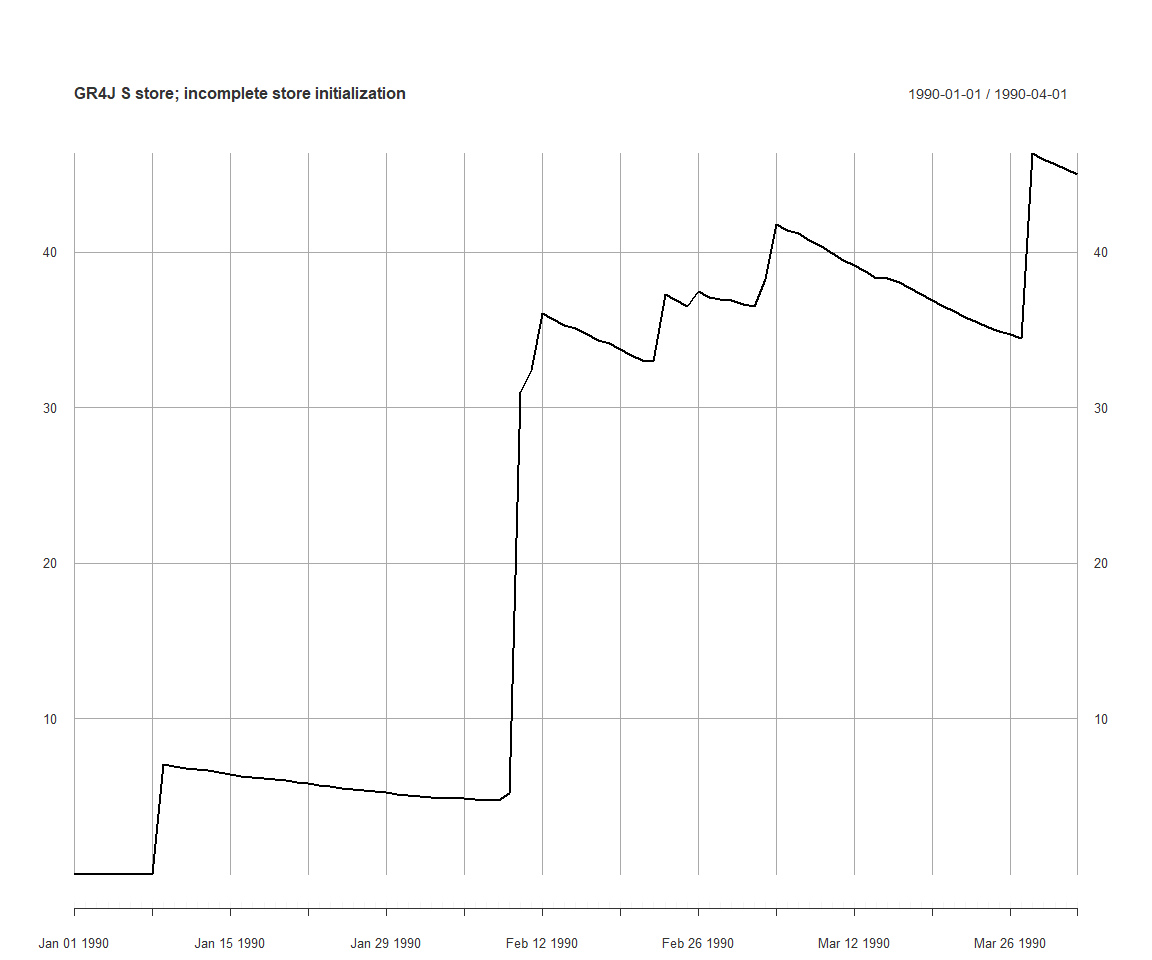 GR4J S store; incomplete store initialization 1990-01-01 / 1990-04-01
40 40
30 30
20 20
10 10
Jan 01 1990 Jan 15 1990 Jan 29 1990 Feb 12 1990 Feb 26 1990 Mar 12 1990 Mar 26 1990